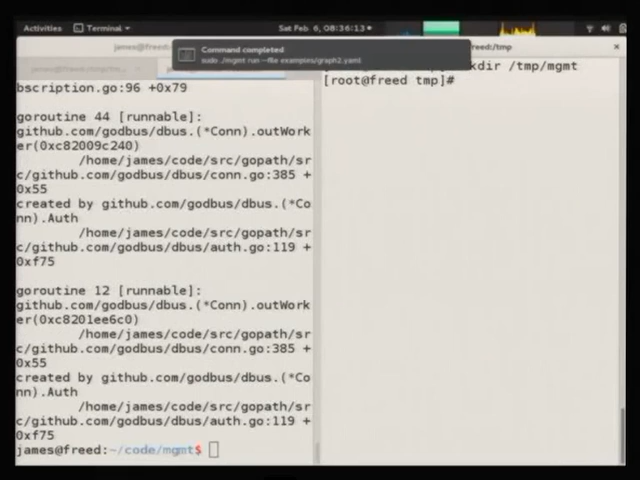 Activities Terminal Sat Feb 6, 08:36:13
james@freed: reed:/tmp
Command completed
sudo ./mgmt run --file examples/graph2.yaml
bscription.go:96 +0x79
goroutine 44 [runnable]:
github.com/godbus/dbus.(*Conn).outWork
er(0xc82009c240)
/home/james/code/src/gopath/sr
c/github.com/godbus/dbus/conn.go:385 +
0x55
created by github.com/godbus/dbus.(*Co
nn).Auth
/home/james/code/src/gopath/sr
c/github.com/godbus/dbus/auth.go:119 +
0xf75
goroutine 12 [runnable]:
github.com/godbus/dbus.(*Conn).outWork
er(0xc8201ee6c0)
/home/james/code/src/gopath/sr
c/github.com/godbus/dbus/conn.go:385 +
0x55
created by github.com/godbus/dbus.(*Co
nn).Auth
/home/james/code/src/gopath/sr
c/github.com/godbus/dbus/auth.go:119 +
0xf75
james@freed:~/code/mgmt$
kdir /tmp/mgmt
[root@freed tmp]#